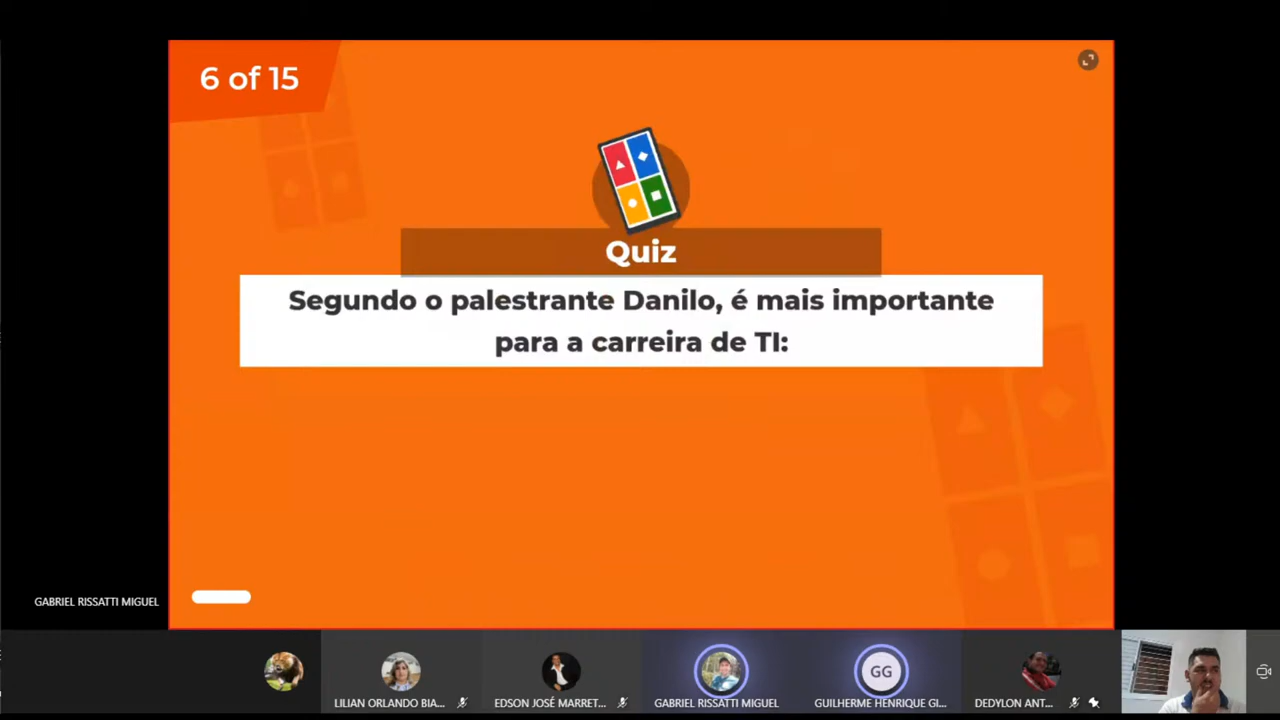 6 of 15
Quiz
Segundo o palestrante Danilo, é mais importante
para a carreira de TI:
GABRIEL RISSATTI MIGUEL
LILIAN ORLANDO BIA...
EDSON JOSÉ MARRET...
GABRIEL RISSATTI MIGUEL
GG
GUILHERME HENRIQUE GI...
DEDYLON ANT...